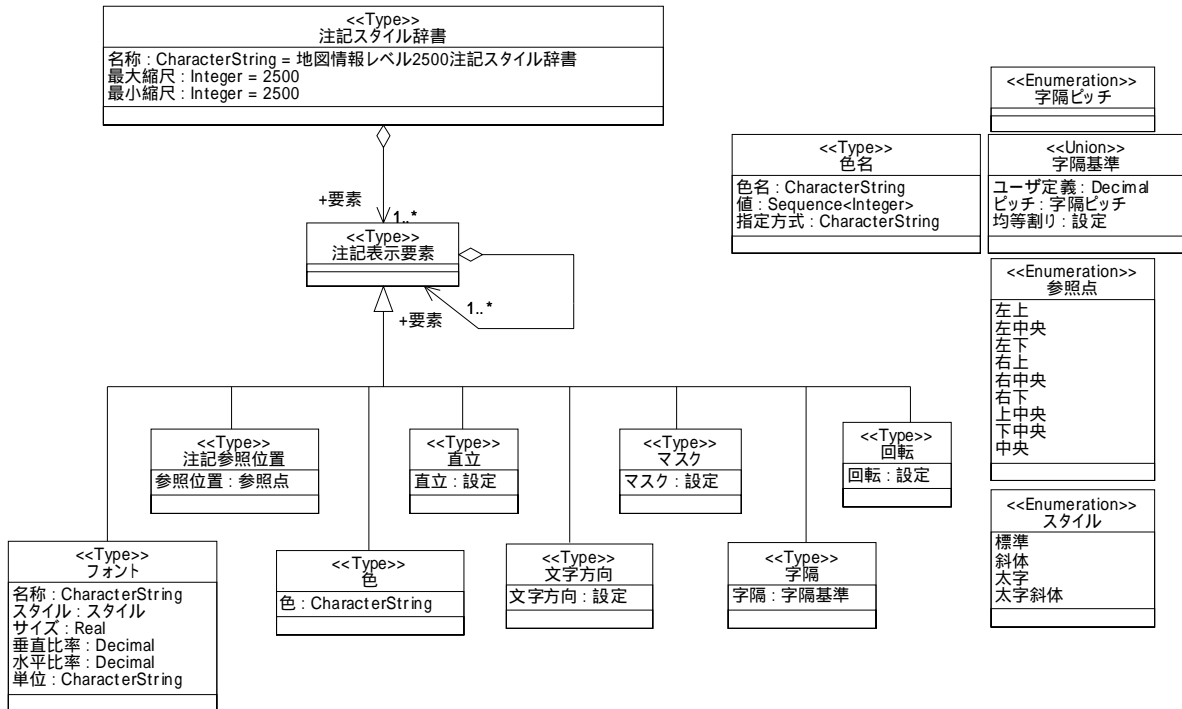 <<Type>>
注記スタイル辞書
名称 : CharacterString = 地図情報レベル2500注記スタイル辞書
最大縮尺 : Integer = 2500
最小縮尺 : Integer = 2500
+要素
1..*
<<Type>>
注記表示要素
1..*
+要素
<<Enumeration>>
字隔ピッチ
<<Type>>
色名
色名 : CharacterString
値 : Sequence<Integer>
指定方式 : CharacterString
<<Union>>
字隔基準
ユーザ定義 : Decimal
ピッチ : 字隔ピッチ
均等割り : 設定
<<Enumeration>>
参照点
左上
左中央
左下
右上
右中央
右下
上中央
下中央
中央
<<Type>>
注記参照位置
参照位置 : 参照点
<<Type>>
直立
直立 : 設定
<<Type>>
マスク
マスク : 設定
<<Type>>
回転
回転 : 設定
<<Enumeration>>
スタイル
標準
斜体
太字
太字斜体
<<Type>>
フォント
名称 : CharacterString
スタイル : スタイル
サイズ : Real
垂直比率 : Decimal
水平比率 : Decimal
単位 : CharacterString
<<Type>>
色
色 : CharacterString
<<Type>>
文字方向
文字方向 : 設定
<<Type>>
字隔
字隔 : 字隔基準